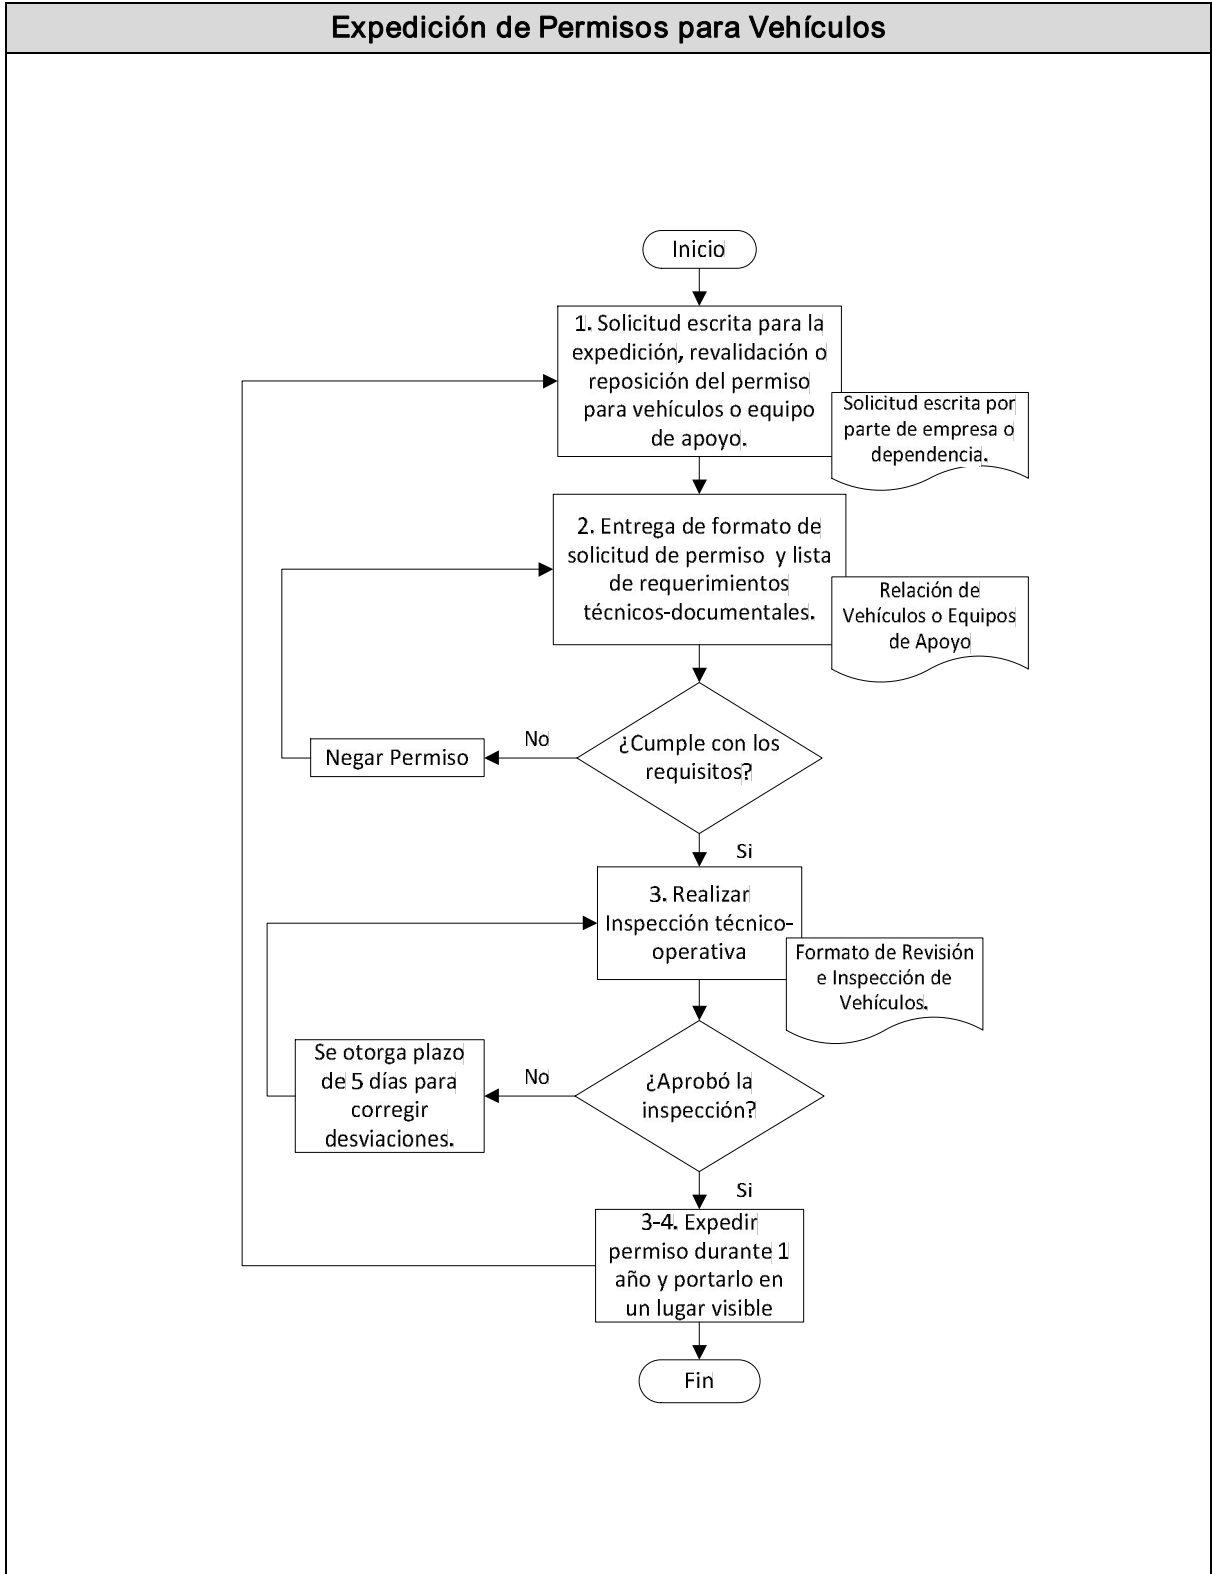 Expedición de Permisos para Vehículos
Inicio
1. Solicitud escrita para la
expedición, revalidación o
reposición del permiso
para vehículos o equipo
de apoyo.
Solicitud escrita por
parte de empresa o
dependencia.
2. Entrega de formato de
solicitud de permiso y lista
de requerimientos
técnicos-documentales.
Relación de
Vehículos o Equipos
de Apoyo
¿Cumple con los
requisitos?
No
Negar Permiso
Si
3. Realizar
Inspección técnico-
operativa
Formato de Revisión
e Inspección de
Vehículos.
¿Aprobó la
inspección?
No
Se otorga plazo
de 5 días para
corregir
desviaciones.
Si
3-4. Expedir
permiso durante 1
año y portarlo en
un lugar visible
Fin